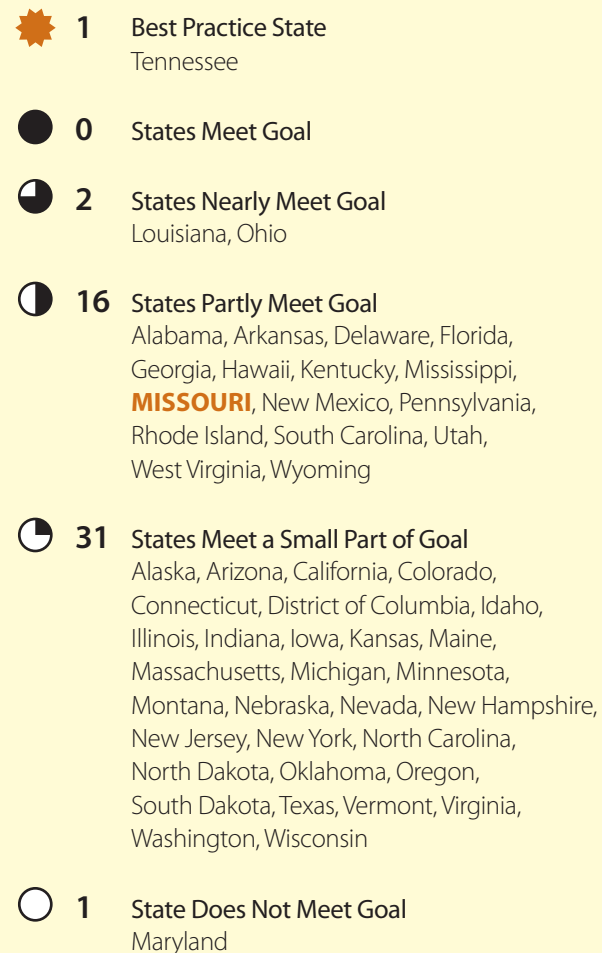 1 Best Practice State
Tennessee
0 States Meet Goal
2 States Nearly Meet Goal
Louisiana, Ohio
16 States Partly Meet Goal
Alabama, Arkansas, Delaware, Florida,
Georgia, Hawaii, Kentucky, Mississippi,
MISSOURI, New Mexico, Pennsylvania,
Rhode Island, South Carolina, Utah,
West Virginia, Wyoming
31 States Meet a Small Part of Goal
Alaska, Arizona, California, Colorado,
Connecticut, District of Columbia, Idaho,
Illinois, Indiana, Iowa, Kansas, Maine,
Massachusetts, Michigan, Minnesota,
Montana, Nebraska, Nevada, New Hampshire,
New Jersey, New York, North Carolina,
North Dakota, Oklahoma, Oregon,
South Dakota, Texas, Vermont, Virginia,
Washington, Wisconsin
1 State Does Not Meet Goal
Maryland